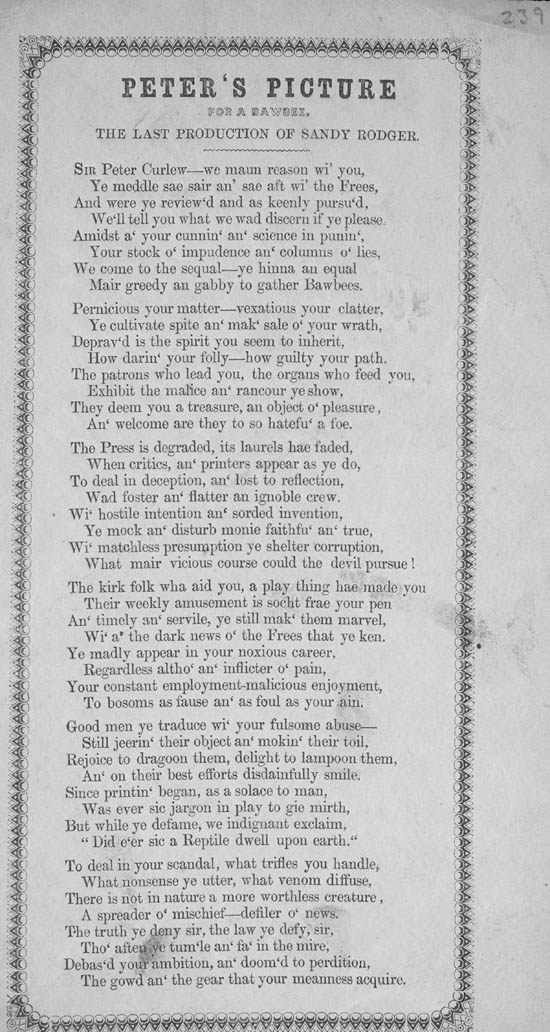 239
PETER'S PICTURE
FOR A BAWBEE.
THE LAST PRODUCTION OF SANDY RODGER.
SIR Peter Curlew—we maun reason wi' you,
Ye meddle sae sair an' sae aft wi' the Frees,
And were ye review'd and as keenly pursu'd,
We'll tell you what we wad discern if ye please.
Amidst a' your cunnin' an' science in punin',
Your stock o' impudence an' columns o' lies,
We come to the sequal—ye hinna an equal
Mair greedy an gabby to gather Bawbees.
Pernicious your matter—vexatious your clatter,
Ye cultivate spite an' mak' sale o' your wrath,
Deprav'd is the spirit you seem to inherit,
How darin' your folly—how guilty your path.
The patrons who lead you, the organs who feed you,
Exhibit the malice an' rancour ye show,
They deem you a treasure, an object o' pleasure,
An' welcome are they to so hatefu' a foe.
The Press is degraded, its laurels hae faded,
When critics, an' printers appear as ye do,
To deal in deception, an' lost to reflection,
Wad foster an' flatter an ignoble crew.
Wi' hostile intention an' sorded invention,
Ye mock an' disturb monie faithfu' an' true,
Wi' matchless presumption ye shelter corruption,
What mair vicious course could the devil pursue!
The kirk folk wha aid you, a play thing hae made you
Their weekly amusement is socht frae your pen
An' timely an' servile, ye still mak' them marvel,
Wi' a' the dark news o' the Frees that ye ken.
Ye madly appear in your noxious career,
Regardless altho' an' inflicter o' pain,
Your constant employment-malicious enjoyment,
To bosoms as fause an' as foul as your ain.
Good men ye traduce wi' your fulsome abuse—
Still jeerin' their object an' mokin' their toil,
Rejoice to dragoon them, delight to lampoon them,
An' on their best efforts disdainfully smile.
Since printin' began, as a solace to man,
Was ever sic jargon in play to gie mirth,
But while ye defame, we indignant exclaim,
"Did e'er sic a Reptile dwell upon earth."
To deal in your scandal, what trifles you handle,
What nonsense ye utter, what venom diffuse,
There is not in nature a more worthless creature,
A spreader o' mischief—defiler o' news.
The truth ye deny sir, the law ye defy, sir,
Tho' aften ye tum'le an' fa' in the mire,
Debas'd your ambition, an' doom'd to perdition,
The gowd an' the gear that your meanness acquire.